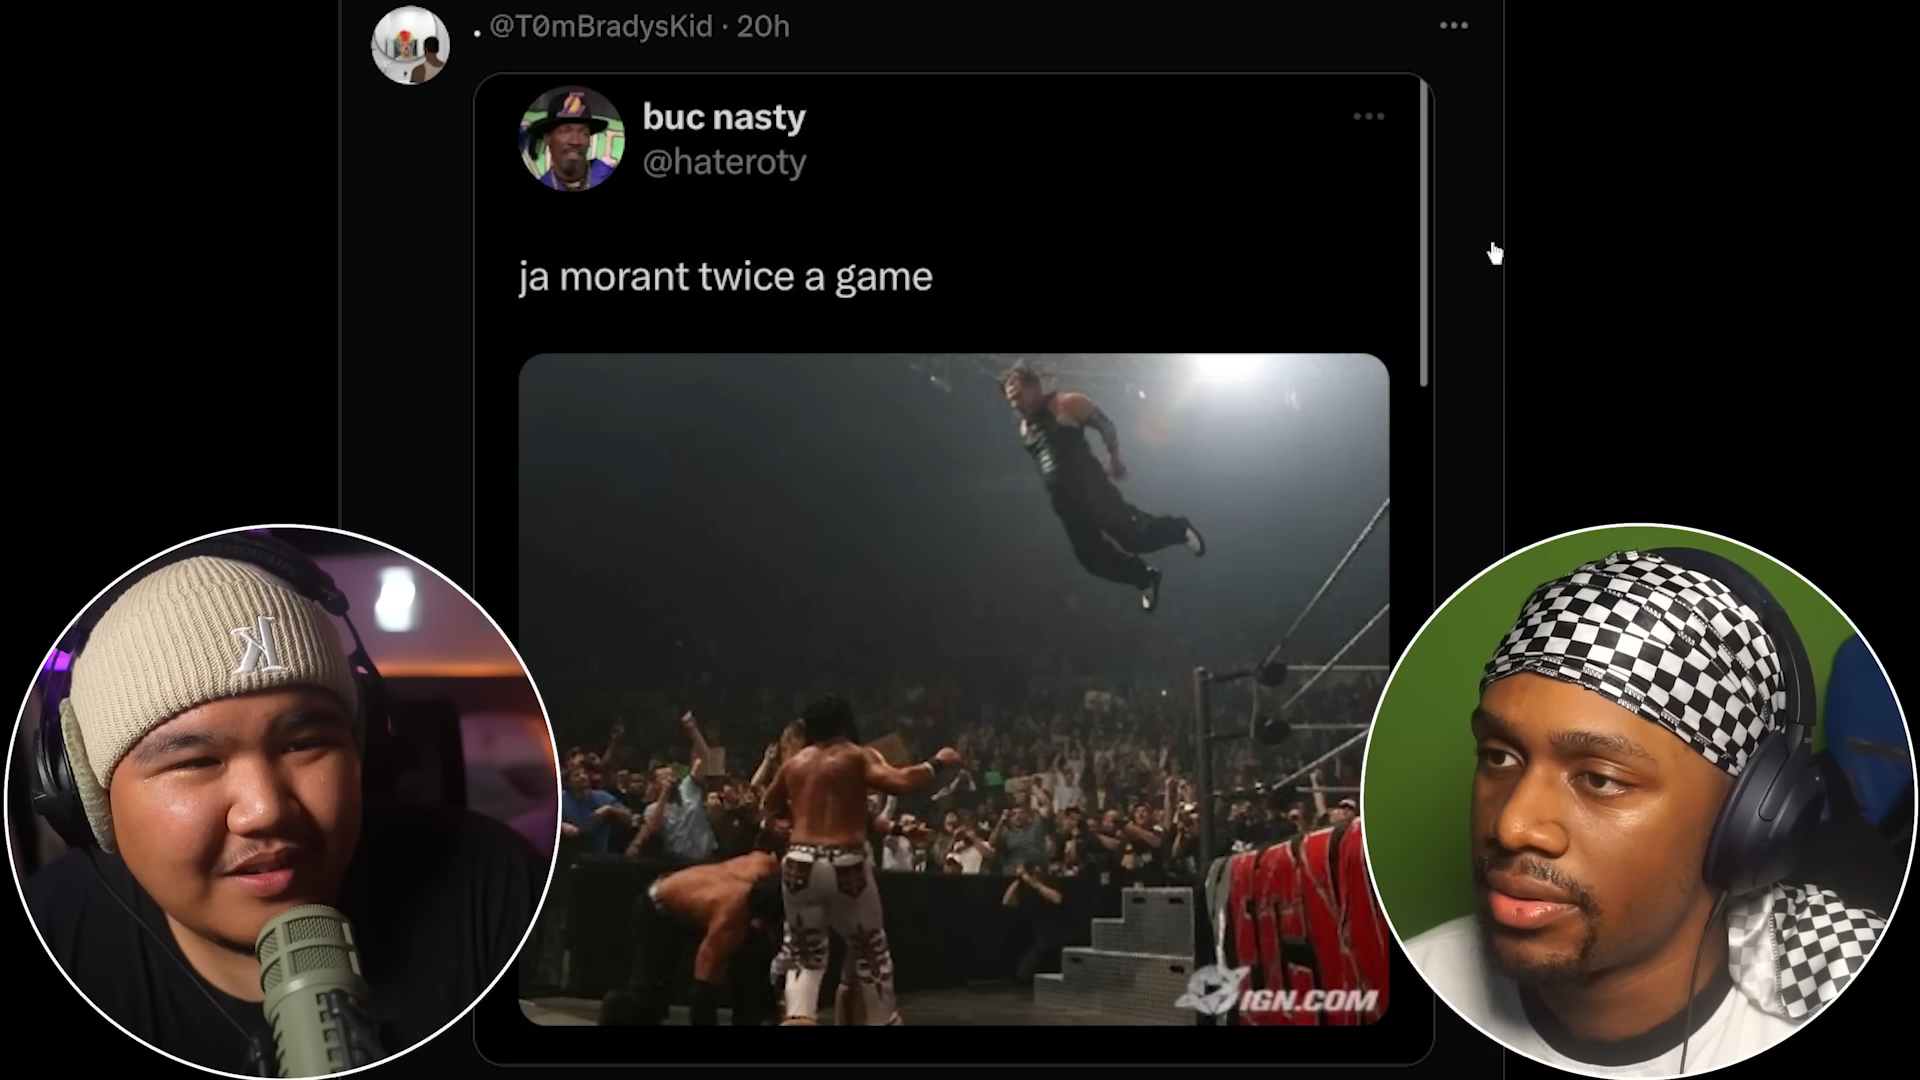 . @T0mBradysKid · 20h
buc nasty
@hateroty
ja morant twice a game
IGN.COM